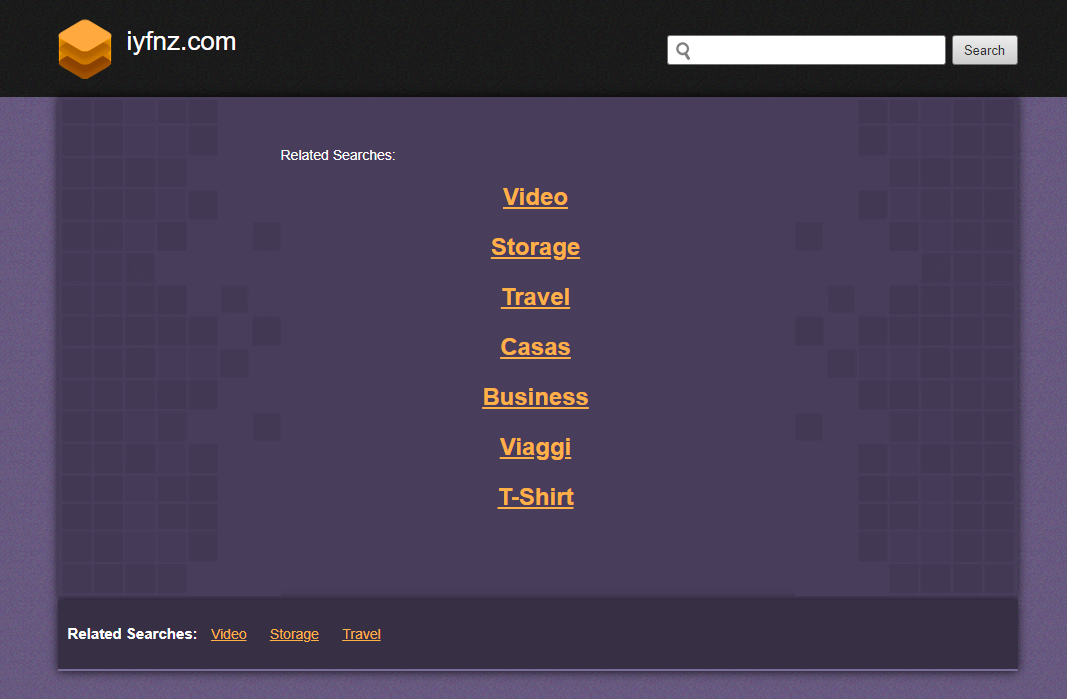 iyfnz.com
Search
Related Searches:
Video
Storage
Travel
Casas
Business
Viaggi
T-Shirt
Related Searches: Video Storage Travel